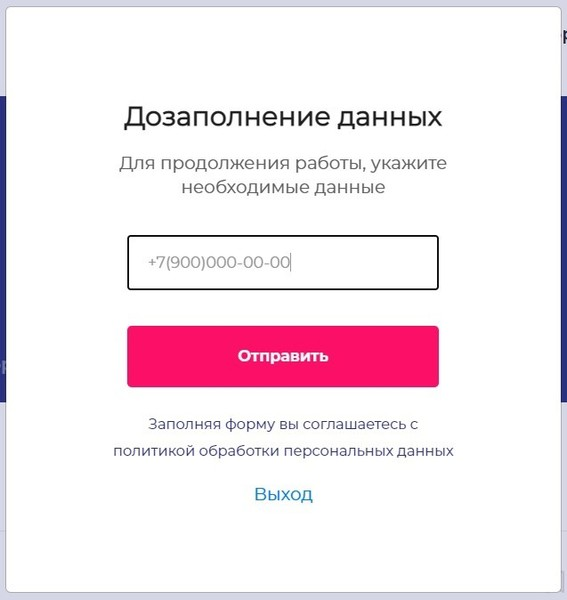 Дозаполнение данных
Для продолжения работы, укажите
необходимые данные
+7(900)000-00-00
Отправить
Заполняя форму вы соглашаетесь с
политикой обработки персональных данных
Выход